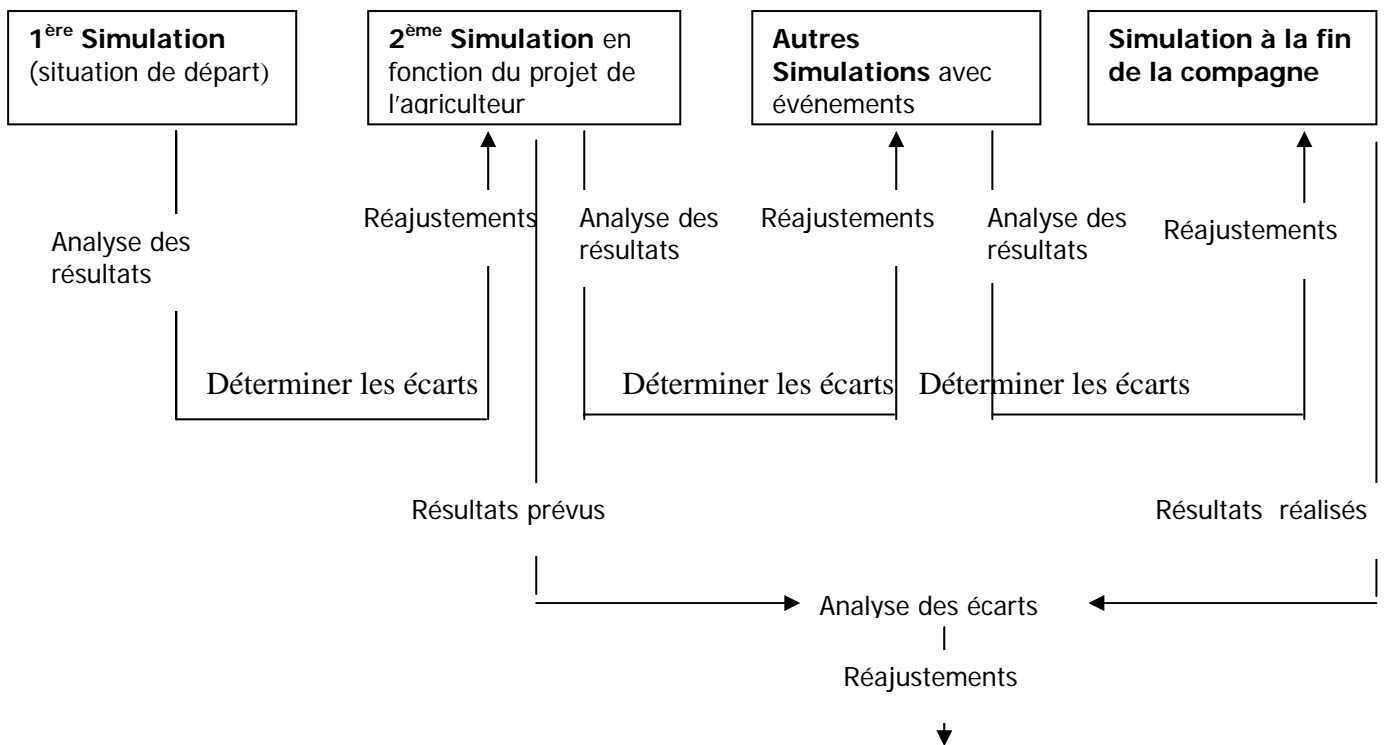 1ère Simulation
(situation de départ)
2ème Simulation en
fonction du projet de
l'agriculteur
Autres
Simulations avec
événements
Simulation à la fin
de la compagne
Analyse des
résultats
Réajustements
Analyse des
résultats
Réajustements
Analyse des
résultats
Réajustements
Déterminer les écarts
Déterminer les écarts
Déterminer les écarts
Résultats prévus
Résultats réalisés
Analyse des écarts
Réajustements